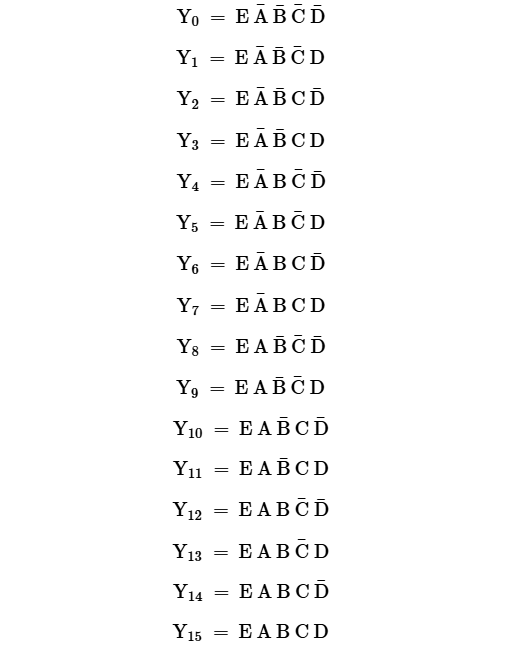 Y₀ = E Ā B̄ C̄ D̄
Y₁ = E Ā B̄ C̄ D
Y₂ = E Ā B̄ C D̄
Y₃ = E Ā B̄ C D
Y₄ = E Ā B C̄ D̄
Y₅ = E Ā B C̄ D
Y₆ = E Ā B C D̄
Y₇ = E Ā B C D
Y₈ = E A B̄ C̄ D̄
Y₉ = E A B̄ C̄ D
Y₁₀ = E A B̄ C D̄
Y₁₁ = E A B̄ C D
Y₁₂ = E A B C̄ D̄
Y₁₃ = E A B C̄ D
Y₁₄ = E A B C D̄
Y₁₅ = E A B C D